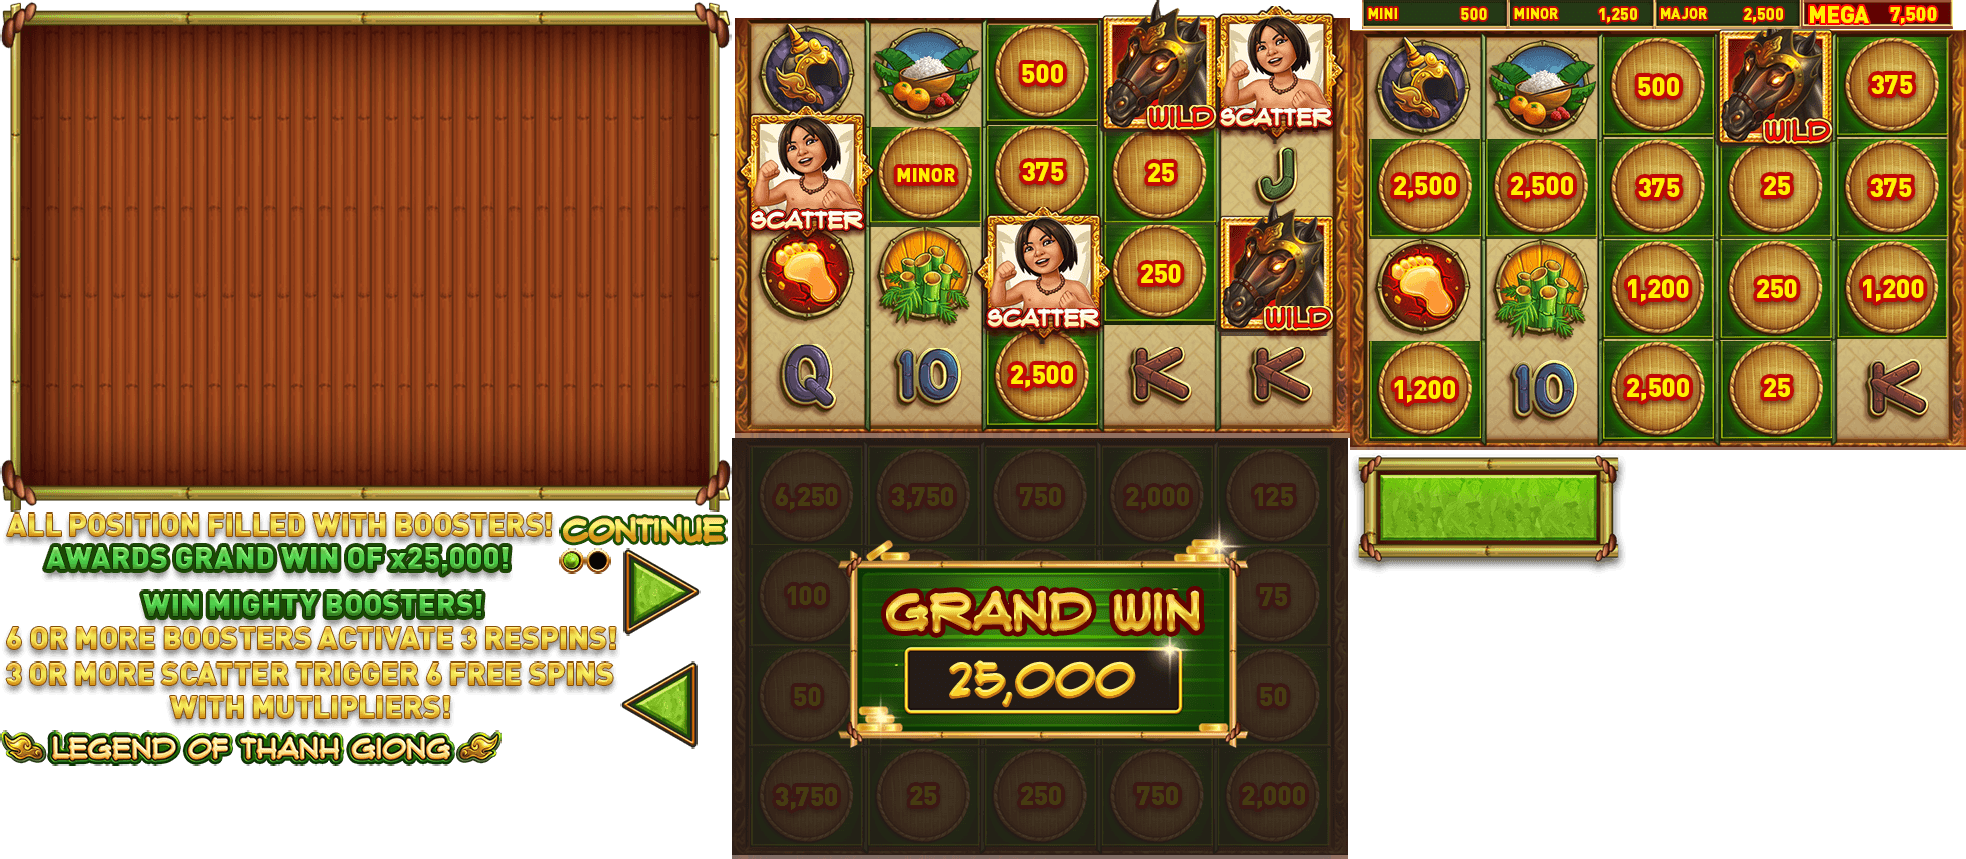 ALL POSITION FILLED WITH BOOSTERS!
AWARDS GRAND WIN OF x25,000!
CONTINUE
WIN MIGHTY BOOSTERS!
6 OR MORE BOOSTERS ACTIVATE 3 RESPINS!
3 OR MORE SCATTER TRIGGER 6 FREE SPINS
WITH MUTLIPLIERS!
LEGEND OF THANH GIONG
500 WILD SCATTER
SCATTER MINOR 375 25 J
SCATTER 250 WILD
Q 10 2,500 K K
MINI 500 MINOR 1,250 MAJOR 2,500 MEGA 7,500
500 WILD 375
2,500 2,500 375 25 375
1,200 250 1,200
1,200 10 2,500 25 K
6,250 3,750 750 2,000 125
100 75
50 50
3,750 25 250 750 2,000
GRAND WIN
25,000